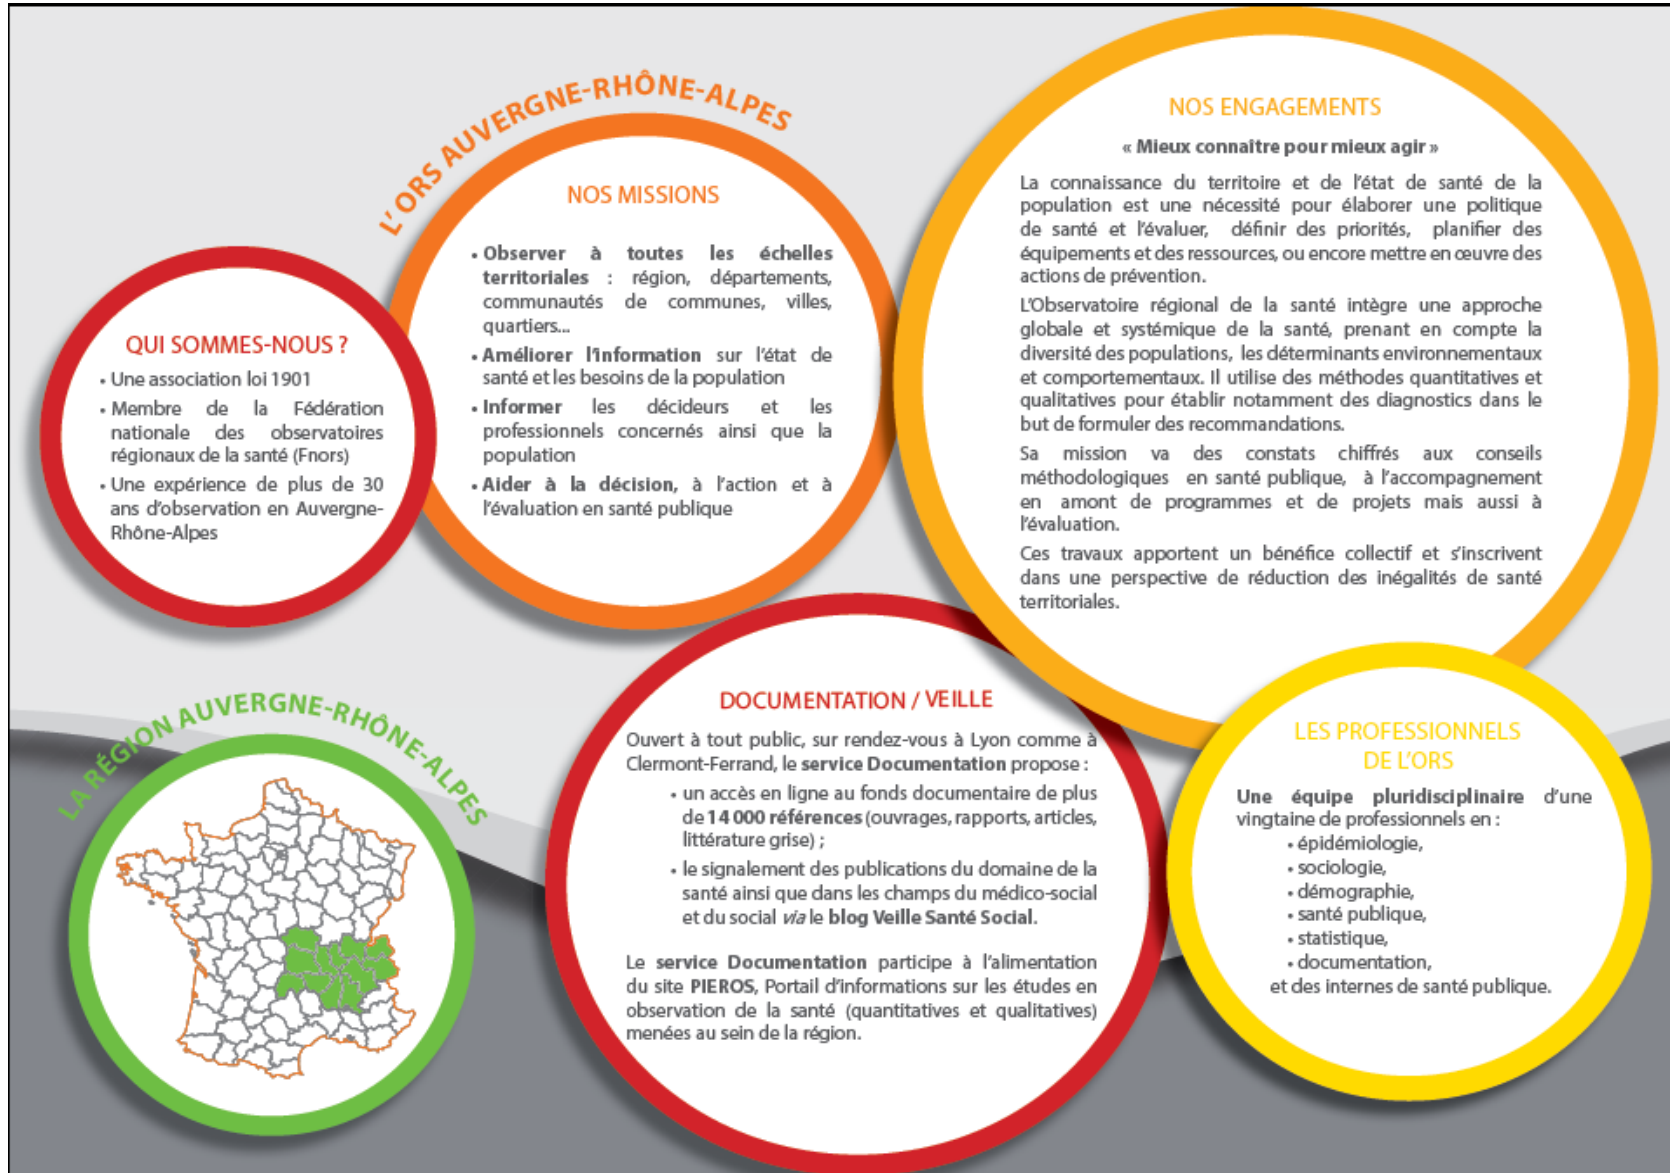 L'ORS AUVERGNE-RHÔNE-ALPES
QUI SOMMES-NOUS ?
• Une association loi 1901
• Membre de la Fédération
nationale des observatoires
régionaux de la santé (Fnors)
• Une expérience de plus de 30
ans d'observation en Auvergne-
Rhône-Alpes
NOS MISSIONS
• Observer à toutes les échelles
territoriales : région, départements,
communautés de communes, villes,
quartiers...
• Améliorer l'information sur l'état de
santé et les besoins de la population
• Informer les décideurs et les
professionnels concernés ainsi que la
population
• Aider à la décision, à l'action et à
l'évaluation en santé publique
NOS ENGAGEMENTS
« Mieux connaître pour mieux agir »
La connaissance du territoire et de l'état de santé de la
population est une nécessité pour élaborer une politique
de santé et l'évaluer, définir des priorités, planifier des
équipements et des ressources, ou encore mettre en œuvre des
actions de prévention.
L'Observatoire régional de la santé intègre une approche
globale et systémique de la santé, prenant en compte la
diversité des populations, les déterminants environnementaux
et comportementaux. Il utilise des méthodes quantitatives et
qualitatives pour établir notamment des diagnostics dans le
but de formuler des recommandations.
Sa mission va des constats chiffrés aux conseils
méthodologiques en santé publique, à l'accompagnement
en amont de programmes et de projets mais aussi à
l'évaluation.
Ces travaux apportent un bénéfice collectif et s'inscrivent
dans une perspective de réduction des inégalités de santé
territoriales.
LA RÉGION AUVERGNE-RHÔNE-ALPES
DOCUMENTATION / VEILLE
Ouvert à tout public, sur rendez-vous à Lyon comme à
Clermont-Ferrand, le service Documentation propose :
• un accès en ligne au fonds documentaire de plus
de 14 000 références (ouvrages, rapports, articles,
littérature grise) ;
• le signalement des publications du domaine de la
santé ainsi que dans les champs du médico-social
et du social via le blog Veille Santé Social.
Le service Documentation participe à l'alimentation
du site PIEROS, Portail d'informations sur les études en
observation de la santé (quantitatives et qualitatives)
menées au sein de la région.
LES PROFESSIONNELS
DE L'ORS
Une équipe pluridisciplinaire d'une
vingtaine de professionnels en :
• épidémiologie,
• sociologie,
• démographie,
• santé publique,
• statistique,
• documentation,
et des internes de santé publique.